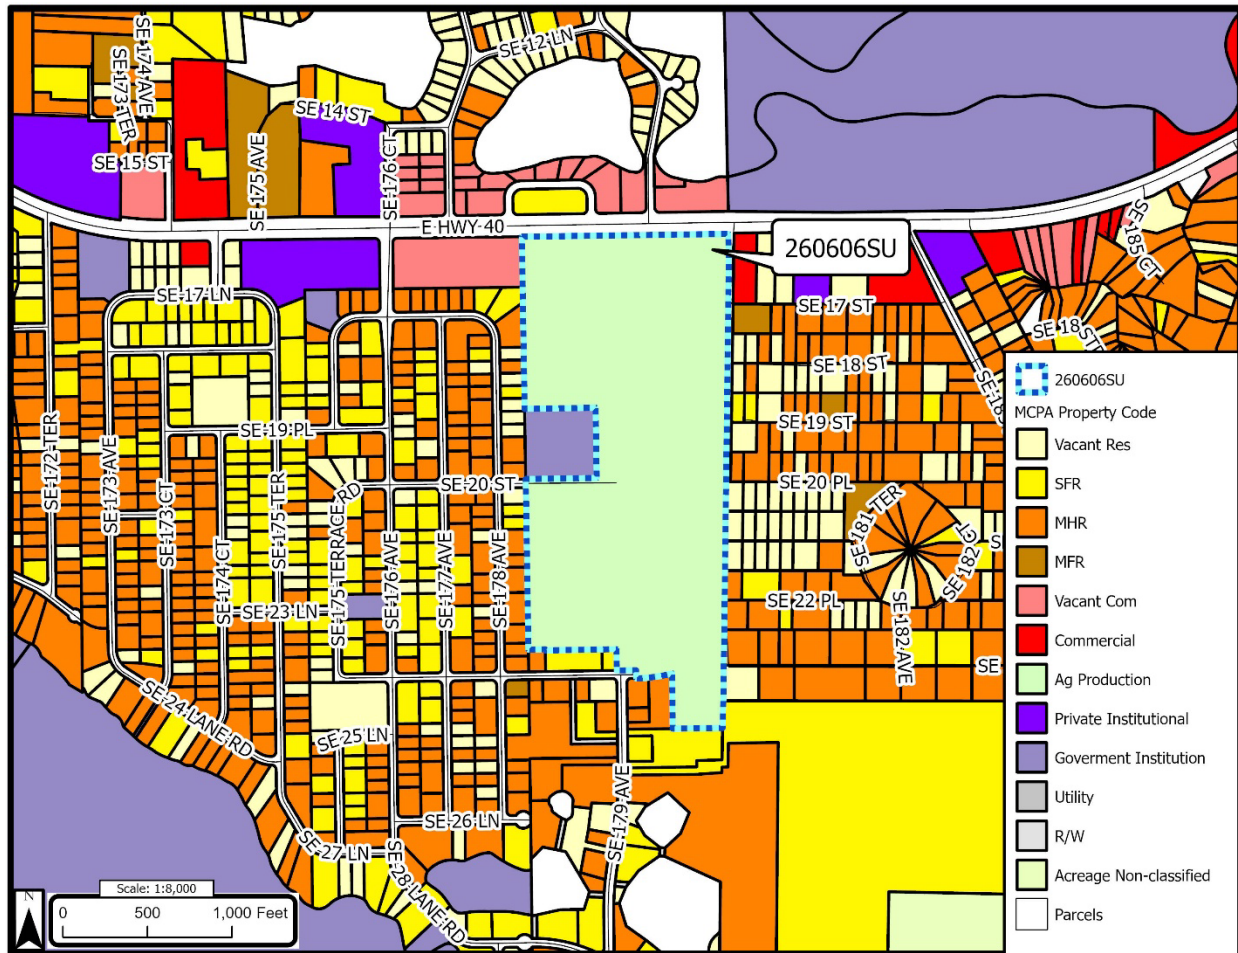 SE 174 AVE
SE 173 TER
SE 12 LN
SE 14 ST
SE 15 ST
SE 175 AVE
SE 176 CT
E HWY 40
260606SU
SE 185 CT
SE 17 LN
SE 17 ST
SE 18 STR
SE 18 ST
SE 183
SE 19 PL
SE 19 ST
SE 172 TER
SE 173 AVE
SE 173 CT
SE 174 CT
SE 175 TER
SE 175 TERRACE RD
SE 20 ST
SE 176 AVE
SE 177 AVE
SE 178 AVE
SE 20 PL
SE 181 TER
SE 182 CT
S
SE 23 LN
SE 22 PL
SE 182 AVE
SE
SE 24 LANE RD
SE 25 LN
SE 26 LN
SE 179 AVE
SE 27 LN
SE 28 LANE RD
260606SU
MCPA Property Code
Vacant Res
SFR
MHR
MFR
Vacant Com
Commercial
Ag Production
Private Institutional
Goverment Institution
Utility
R/W
Acreage Non-classified
Parcels
N
Scale: 1:8,000
0 500 1,000 Feet